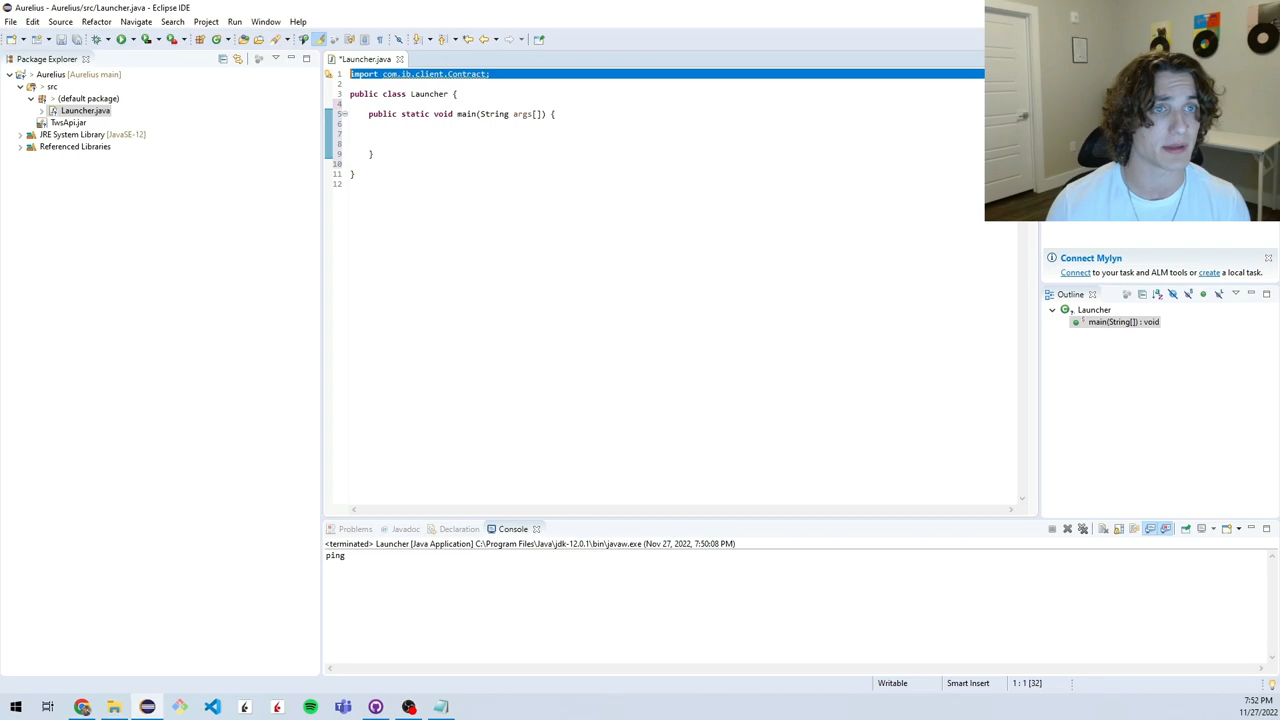 Aurelius - Aurelius/src/Launcher.java - Eclipse IDE
File Edit Source Refactor Navigate Search Project Run Window Help
Package Explorer
*Launcher.java
> Aurelius [Aurelius main]
> src
> (default package)
> Launcher.java
TwsApi.jar
JRE System Library [JavaSE-12]
Referenced Libraries
1 import com.ib.client.Contract;
2
3 public class Launcher {
4
5 public static void main(String args[]) {
6
7
8
9 }
10
11 }
12
Connect Mylyn
Connect to your task and ALM tools or create a local task.
Outline
Launcher
main(String[]) : void
Problems Javadoc Declaration Console
<terminated> Launcher [Java Application] C:\Program Files\Java\jdk-12.0.1\bin\javaw.exe (Nov 27, 2022, 7:50:08 PM)
ping
Writable Smart Insert 1 : 1 [32]
7:52 PM
11/27/2022